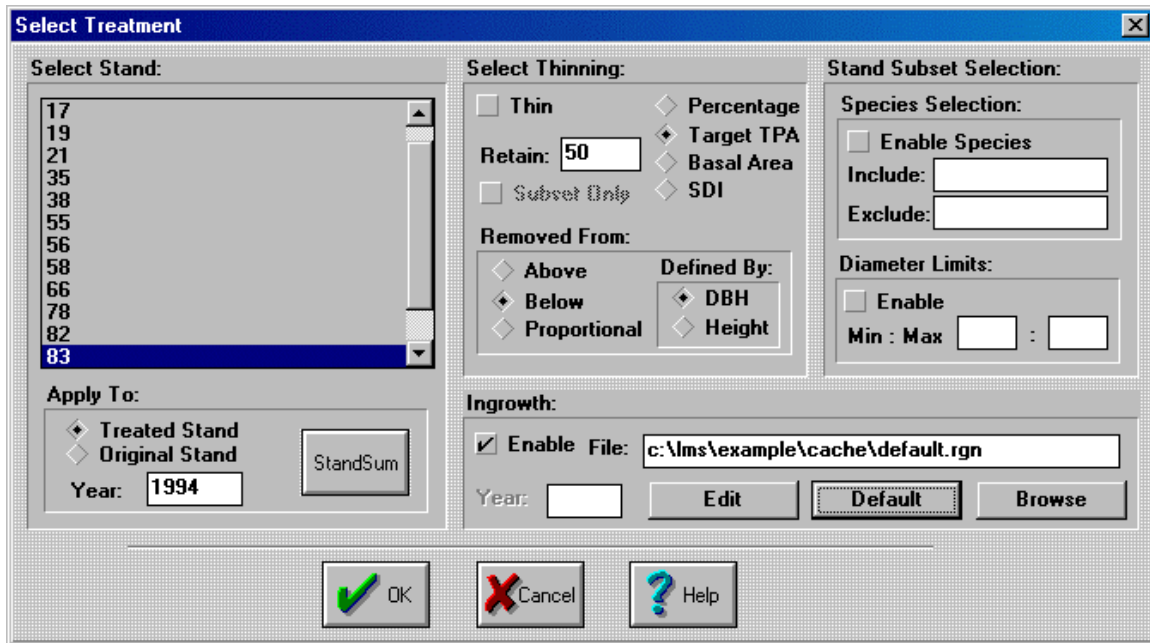 Select Treatment
Select Stand:
17
19
21
35
38
55
56
58
66
78
82
83
Apply To:
Treated Stand
Original Stand
Year: 1994
StandSum
Select Thinning:
Thin
Retain: 50
Subset Only
Percentage
Target TPA
Basal Area
SDI
Removed From:
Above
Below
Proportional
Defined By:
DBH
Height
Stand Subset Selection:
Species Selection:
Enable Species
Include:
Exclude:
Diameter Limits:
Enable
Min : Max :
Ingrowth:
Enable File: c:\lms\example\cache\default.rgn
Year: Edit Default Browse
OK Cancel Help